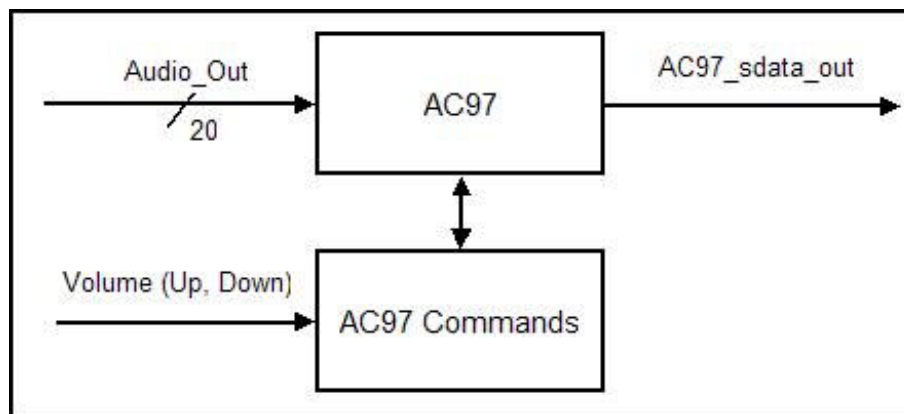 Audio_Out
20
AC97
AC97_sdata_out
Volume (Up, Down)
AC97 Commands